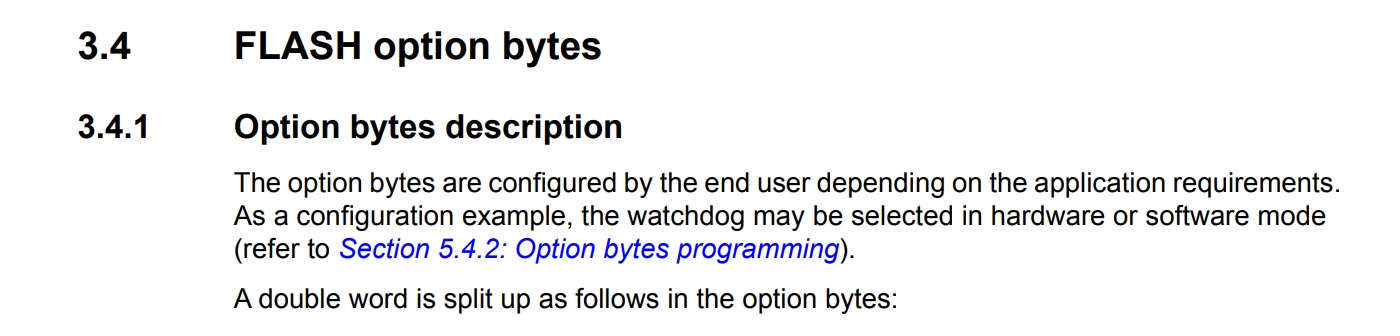 3.4 FLASH option bytes
3.4.1 Option bytes description
The option bytes are configured by the end user depending on the application requirements.
As a configuration example, the watchdog may be selected in hardware or software mode
(refer to Section 5.4.2: Option bytes programming).
A double word is split up as follows in the option bytes: